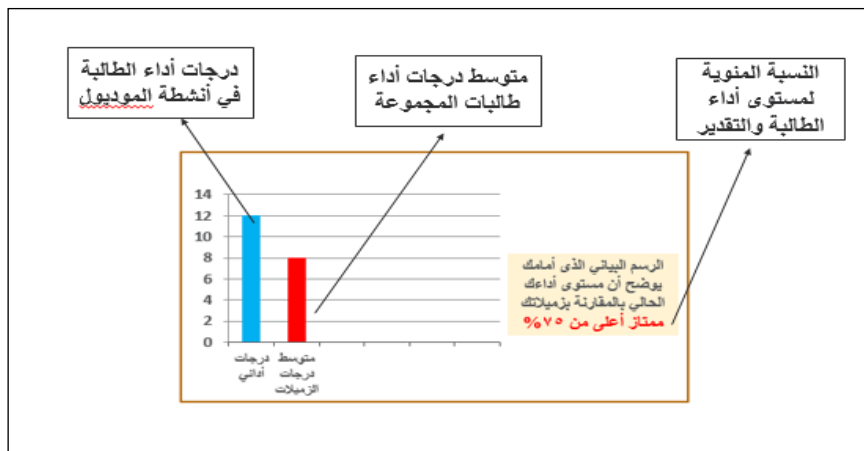 درجات أداء الطالبة
في أنشطة الموديول
متوسط درجات أداء
طالبات المجموعة
النسبة المئوية
لمستوى أداء
الطالبة والتقدير
14
12
10
8
6
4
2
0
درجات
أدائي
متوسط
درجات
الزميلات
الرسم البياني الذى أمامك
يوضح أن مستوى أداءك
الحالي بالمقارنة بزميلاتك
ممتاز أعلى من ٧٥%